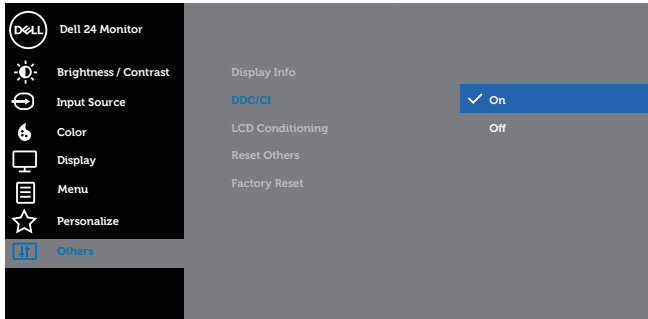 DELL Dell 24 Monitor
Brightness / Contrast
Input Source
Color
Display
Menu
Personalize
Others
Display Info
DDC/CI
LCD Conditioning
Reset Others
Factory Reset
On
Off